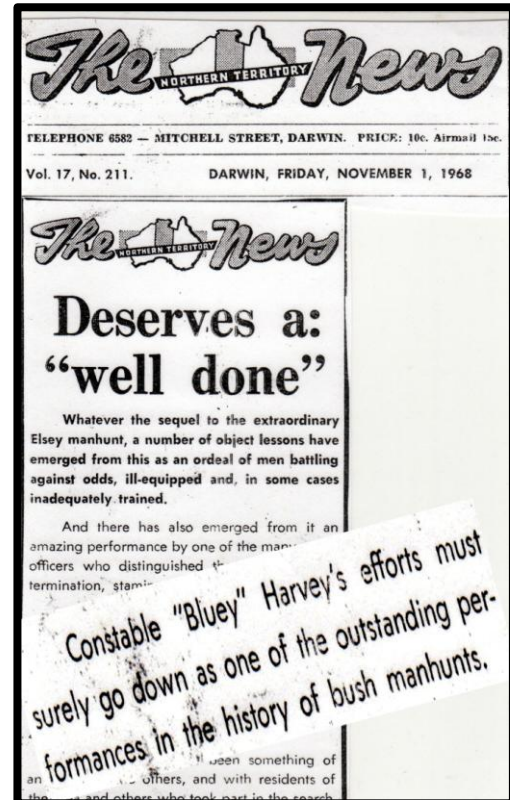 The NORTHERN TERRITORY News
TELEPHONE 6582 — MITCHELL STREET, DARWIN. PRICE: 10c. Airmail 15c.
Vol. 17, No. 211. DARWIN, FRIDAY, NOVEMBER 1, 1968
The NORTHERN TERRITORY News
Deserves a:
"well done"
Whatever the sequel to the extraordinary
Elsey manhunt, a number of object lessons have
emerged from this as an ordeal of men battling
against odds, ill-equipped and, in some cases
inadequately trained.
And there has also emerged from it an
amazing performance by one of the many
officers who distinguished
termination,
Constable "Bluey" Harvey's efforts must
surely go down as one of the outstanding per-
formances in the history of bush manhunts.
been something of
an others, and with residents of
and others who took part in the search